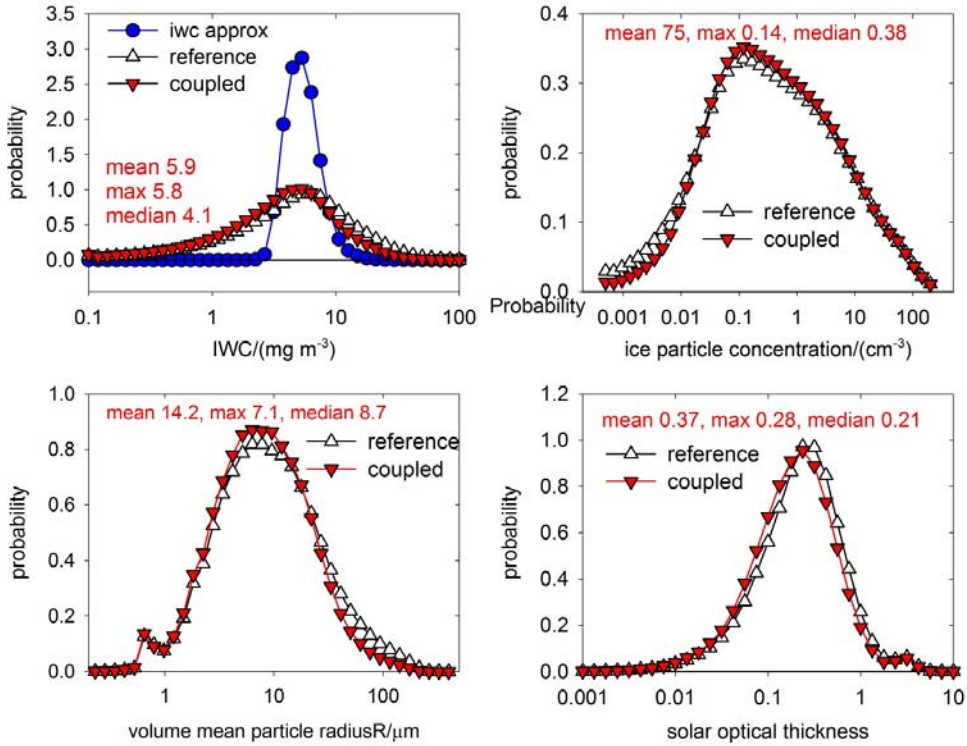 iwc approx
reference
coupled
mean 5.9
max 5.8
median 4.1
probability
3.5
3.0
2.5
2.0
1.5
1.0
0.5
0.0
0.1
1
10
100
IWC/(mg m⁻³)
mean 75, max 0.14, median 0.38
reference
coupled
probability
0.4
0.3
0.2
0.1
0.0
Probability
0.001
0.01
0.1
1
10
100
ice particle concentration/(cm⁻³)
mean 14.2, max 7.1, median 8.7
reference
coupled
probability
1.0
0.8
0.6
0.4
0.2
0.0
1
10
100
volume mean particle radiusR/μm
mean 0.37, max 0.28, median 0.21
reference
coupled
probability
1.2
1.0
0.8
0.6
0.4
0.2
0.0
0.001
0.01
0.1
1
10
solar optical thickness